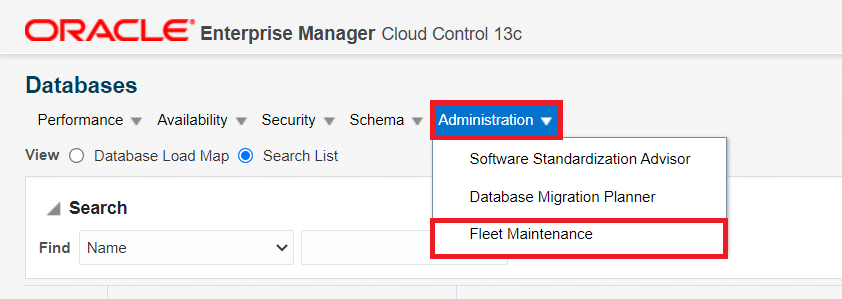 ORACLE Enterprise Manager Cloud Control 13c
Databases
Performance Availability Security Schema Administration
Software Standardization Advisor
Database Migration Planner
Fleet Maintenance
View Database Load Map Search List
Search
Find Name